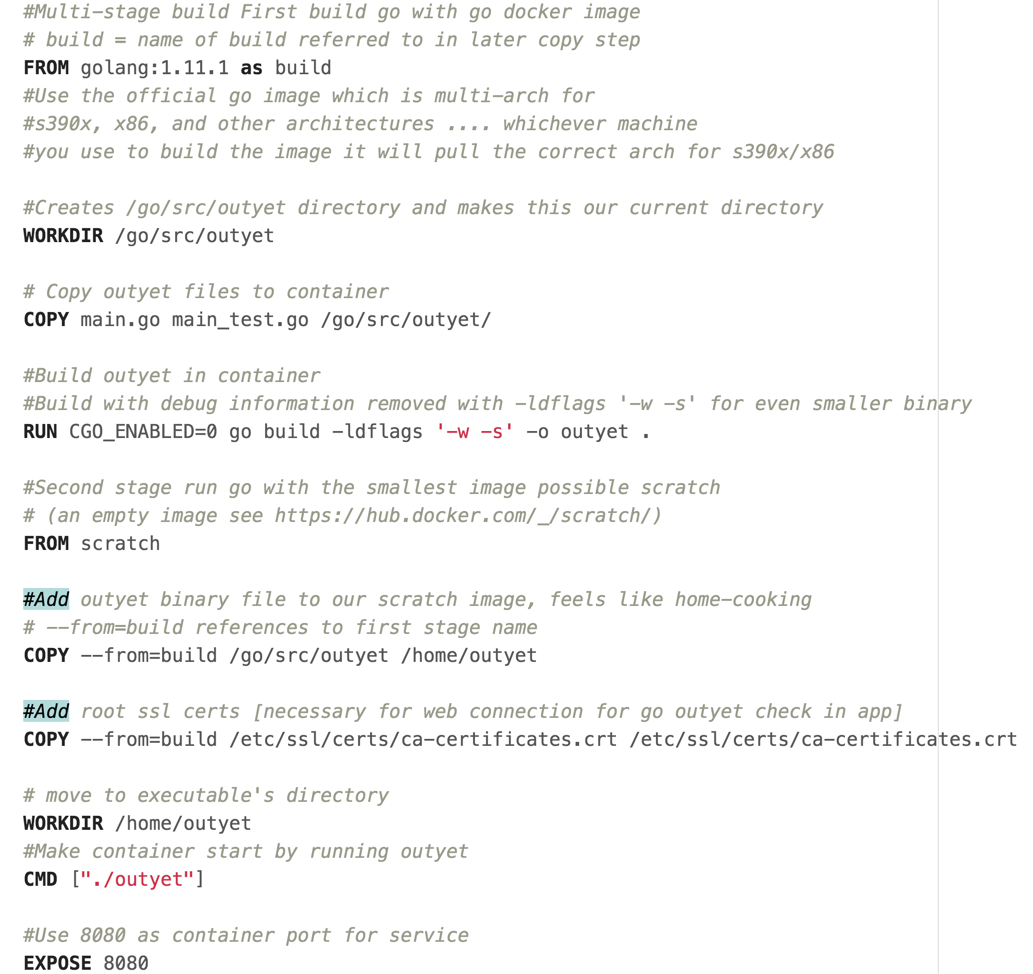 #Multi-stage build First build go with go docker image
# build = name of build referred to in later copy step
FROM golang:1.11.1 as build
#Use the official go image which is multi-arch for
#s390x, x86, and other architectures .... whichever machine
#you use to build the image it will pull the correct arch for s390x/x86
#Creates /go/src/outyet directory and makes this our current directory
WORKDIR /go/src/outyet
# Copy outyet files to container
COPY main.go main_test.go /go/src/outyet/
#Build outyet in container
#Build with debug information removed with -ldflags '-w -s' for even smaller binary
RUN CGO_ENABLED=0 go build -ldflags '-w -s' -o outyet .
#Second stage run go with the smallest image possible scratch
# (an empty image see https://hub.docker.com/_/scratch/)
FROM scratch
#Add outyet binary file to our scratch image, feels like home-cooking
# --from=build references to first stage name
COPY --from=build /go/src/outyet /home/outyet
#Add root ssl certs [necessary for web connection for go outyet check in app]
COPY --from=build /etc/ssl/certs/ca-certificates.crt /etc/ssl/certs/ca-certificates.crt
# move to executable's directory
WORKDIR /home/outyet
#Make container start by running outyet
CMD ["./outyet"]
#Use 8080 as container port for service
EXPOSE 8080